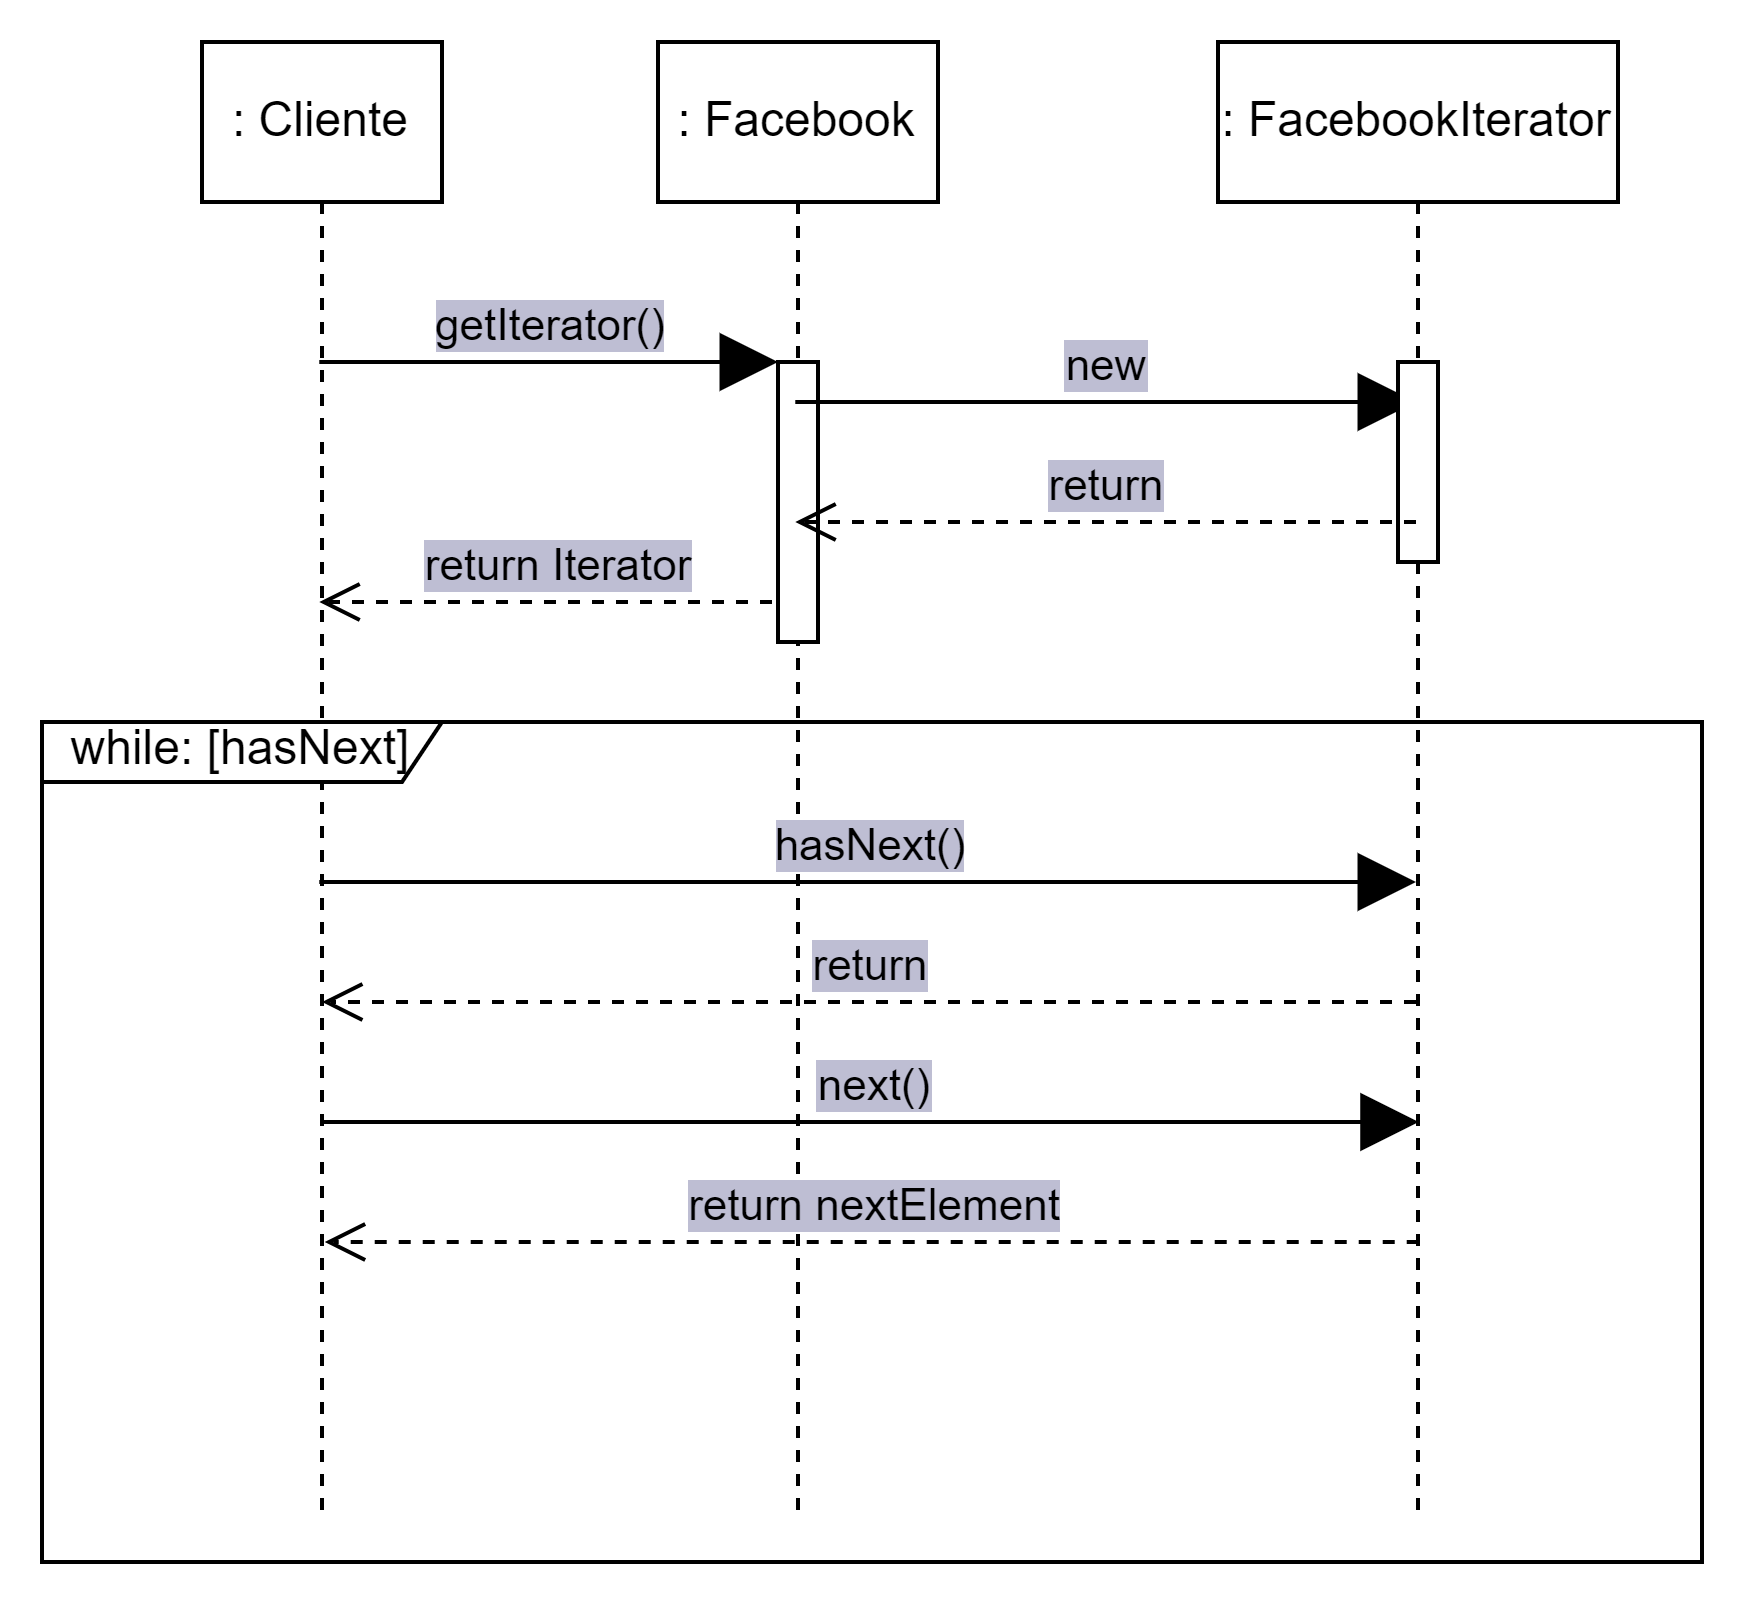 : Cliente
: Facebook
: FacebookIterator
getIterator()
new
return
return Iterator
while: [hasNext]
hasNext()
return
next()
return nextElement